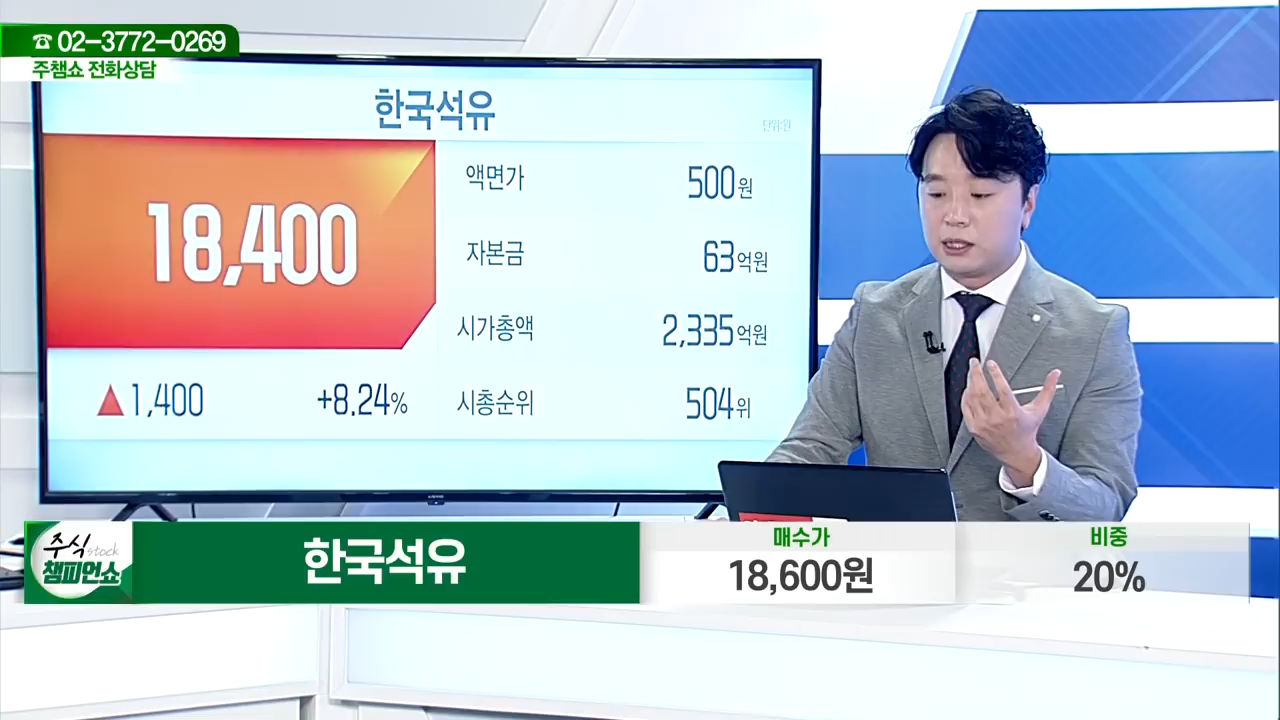 ☎ 02-3772-0269
주챔쇼 전화상담
한국석유
단위:원
18,400
▲1,400 +8.24%
액면가 500원
자본금 63억원
시가총액 2,335억원
시총순위 504위
주식 stock
챔피언쇼
한국석유
매수가
18,600원
비중
20%